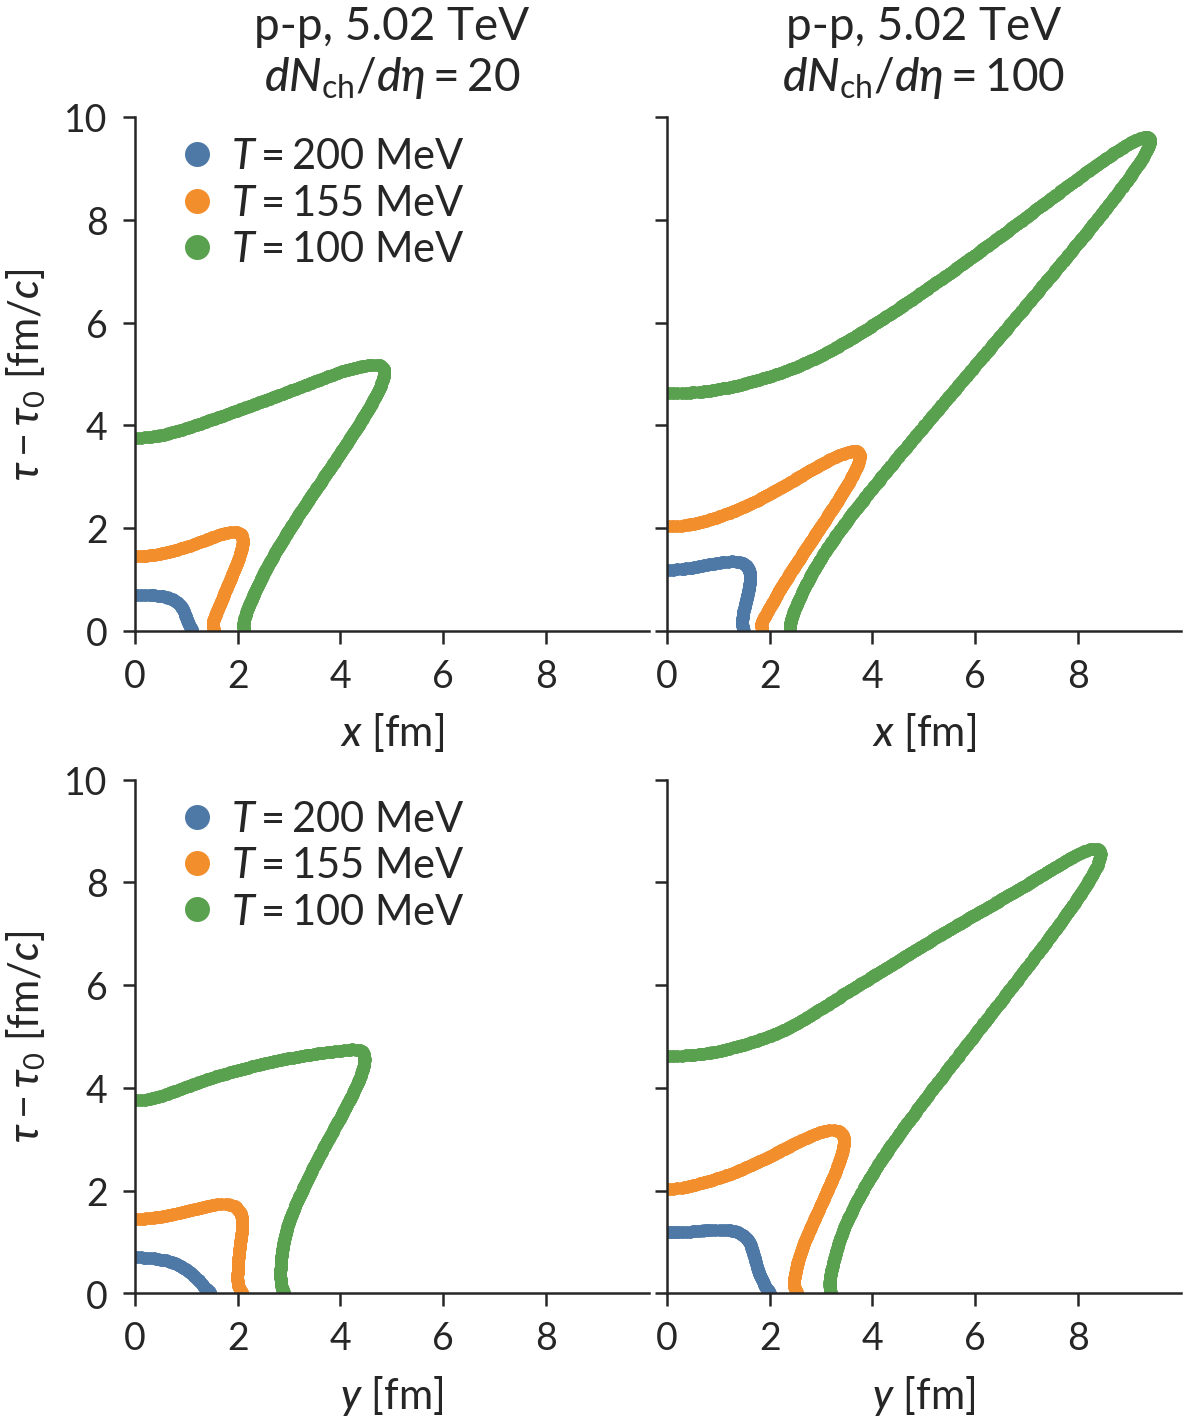 p-p, 5.02 TeV
dN_ch/dη = 20
p-p, 5.02 TeV
dN_ch/dη = 100
τ − τ₀ [fm/c]
10
8
6
4
2
0
T = 200 MeV
T = 155 MeV
T = 100 MeV
0 2 4 6 8
x [fm]
0 2 4 6 8
x [fm]
τ − τ₀ [fm/c]
10
8
6
4
2
0
T = 200 MeV
T = 155 MeV
T = 100 MeV
0 2 4 6 8
y [fm]
0 2 4 6 8
y [fm]